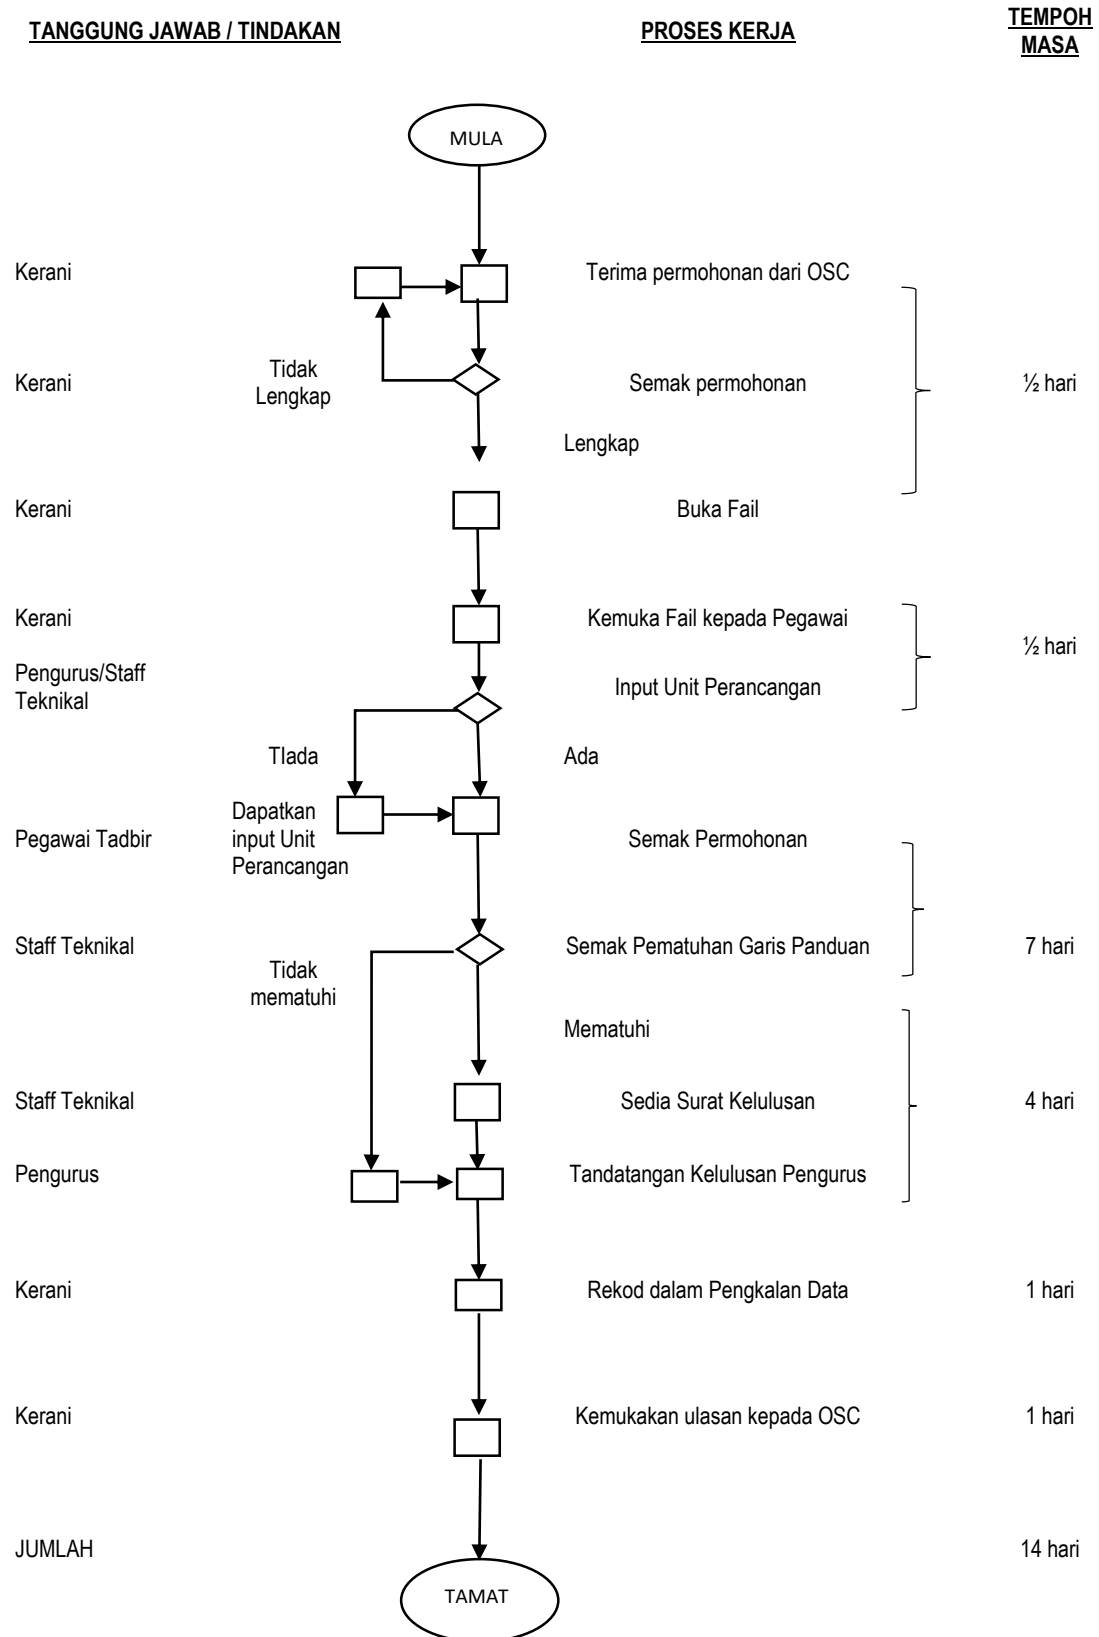 TANGGUNG JAWAB / TINDAKAN
PROSES KERJA
TEMPOH
MASA
MULA
Kerani
Terima permohonan dari OSC
Kerani
Tidak
Lengkap
Semak permohonan
½ hari
Lengkap
Kerani
Buka Fail
Kerani
Kemuka Fail kepada Pegawai
½ hari
Pengurus/Staff
Teknikal
Input Unit Perancangan
TIada
Ada
Pegawai Tadbir
Dapatkan
input Unit
Perancangan
Semak Permohonan
Staff Teknikal
Tidak
mematuhi
Semak Pematuhan Garis Panduan
7 hari
Mematuhi
Staff Teknikal
Sedia Surat Kelulusan
4 hari
Pengurus
Tandatangan Kelulusan Pengurus
Kerani
Rekod dalam Pengkalan Data
1 hari
Kerani
Kemukakan ulasan kepada OSC
1 hari
JUMLAH
14 hari
TAMAT